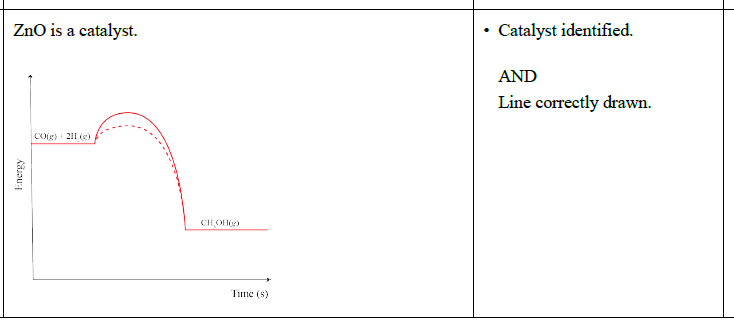 ZnO is a catalyst.
• Catalyst identified.
AND
Line correctly drawn.
CO(g) + 2H₂(g)
Energy
CH₃OH(g)
Time (s)